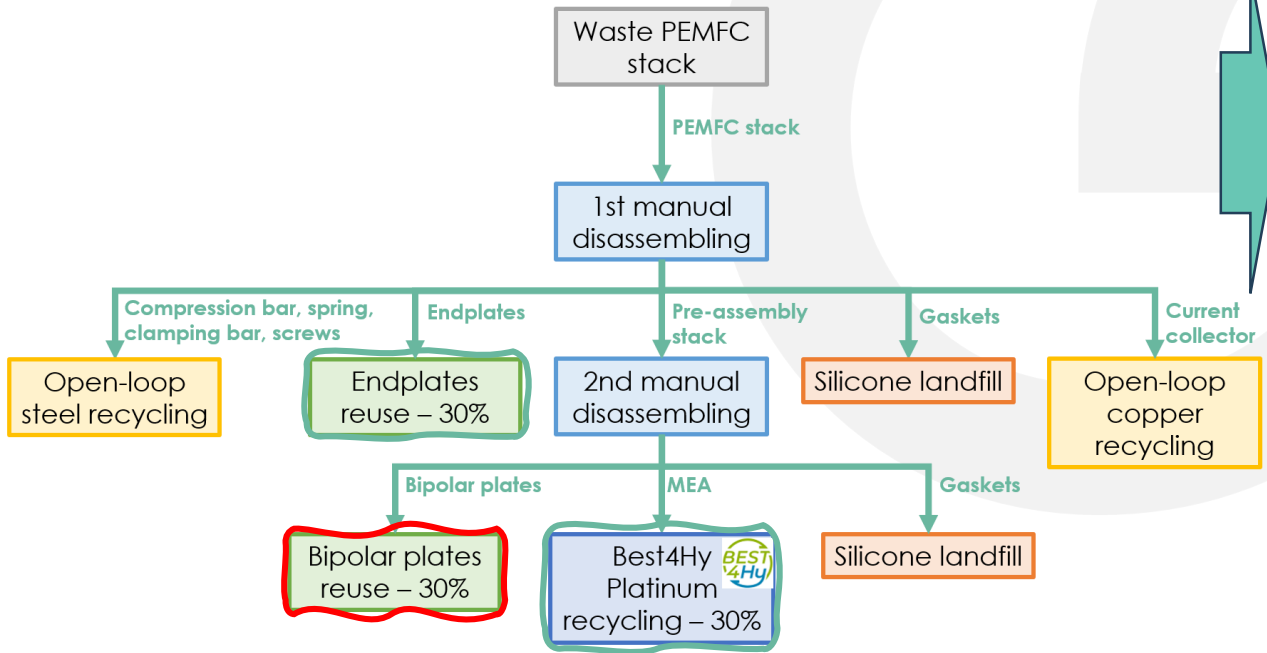 Waste PEMFC
stack
PEMFC stack
1st manual
disassembling
Compression bar, spring,
clamping bar, screws
Endplates
Pre-assembly
stack
Gaskets
Current
collector
Open-loop
steel recycling
Endplates
reuse – 30%
2nd manual
disassembling
Silicone landfill
Open-loop
copper
recycling
Bipolar plates
MEA
Gaskets
Bipolar plates
reuse – 30%
Best4Hy
Platinum
recycling – 30%
BEST
4Hy
Silicone landfill